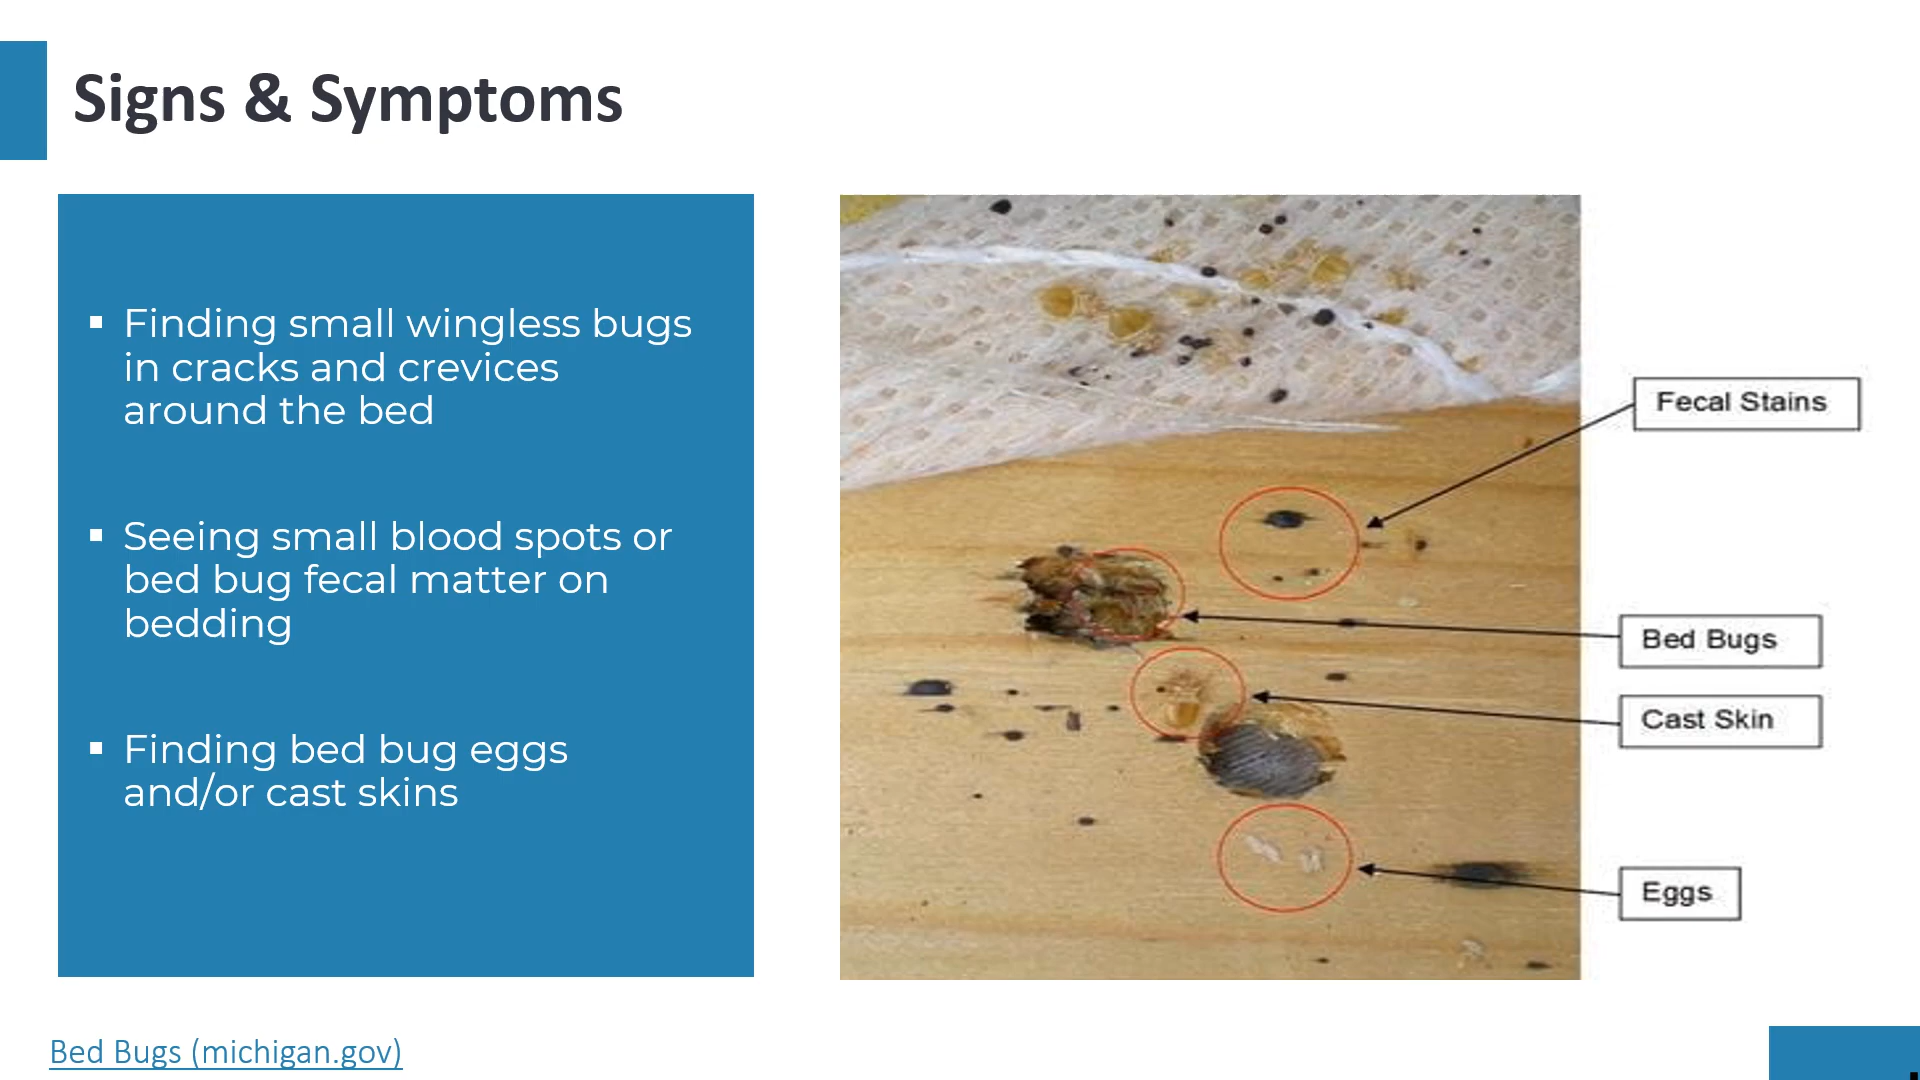 Signs & Symptoms
▪ Finding small wingless bugs
in cracks and crevices
around the bed
▪ Seeing small blood spots or
bed bug fecal matter on
bedding
▪ Finding bed bug eggs
and/or cast skins
Fecal Stains
Bed Bugs
Cast Skin
Eggs
Bed Bugs (michigan.gov)